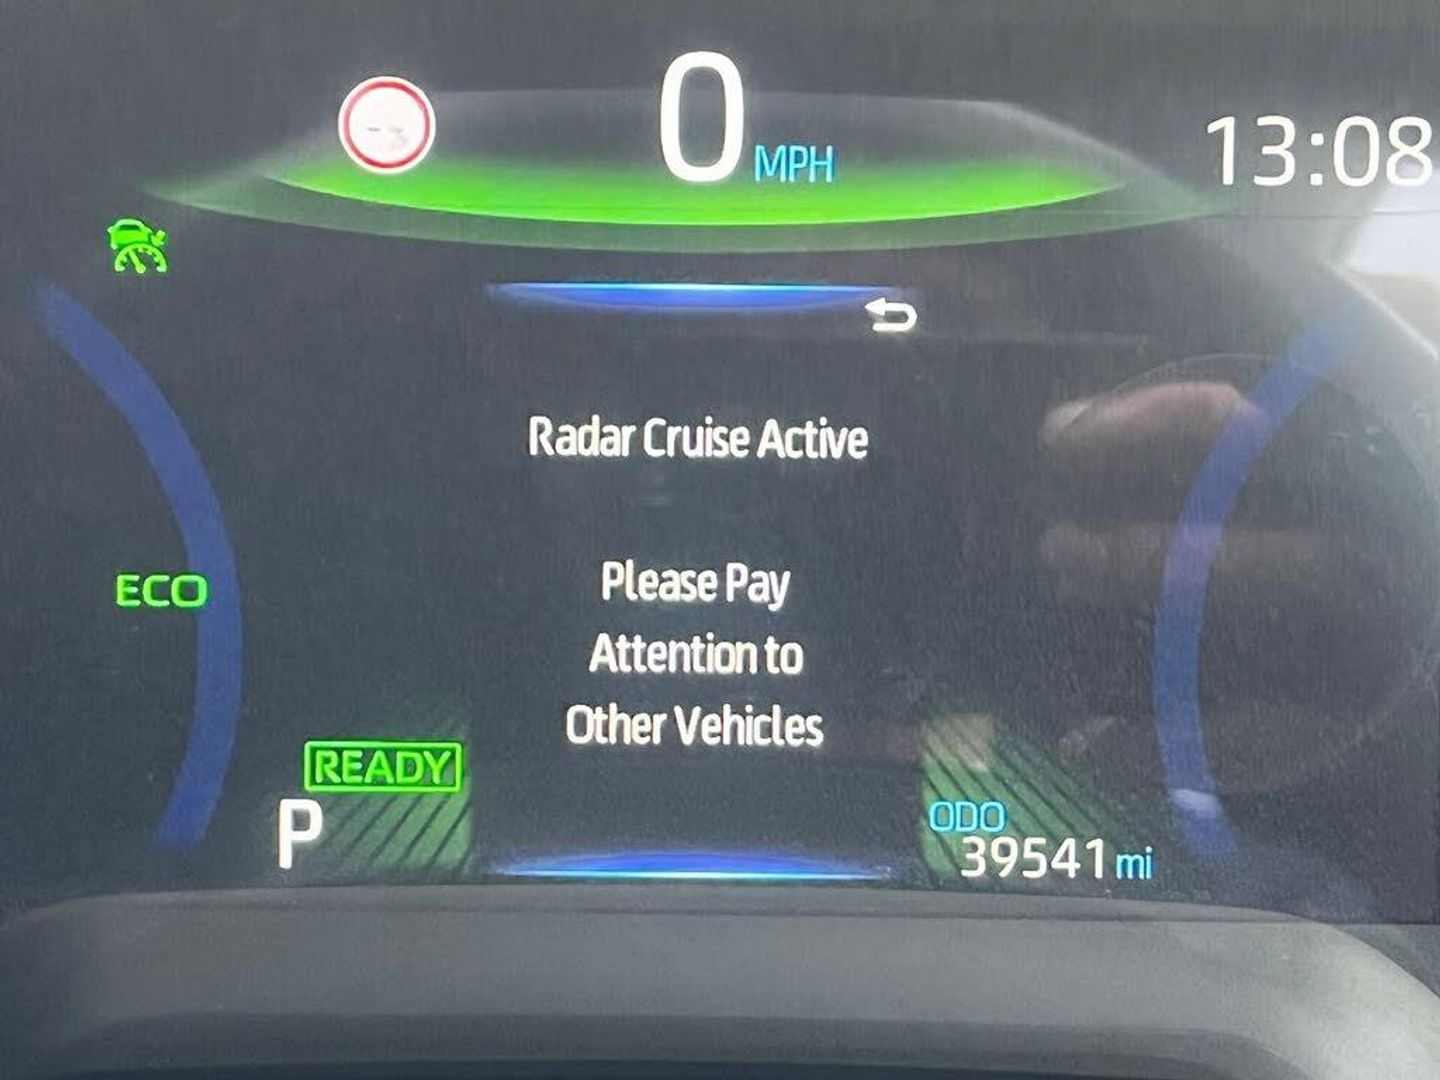 0 MPH
13:08
Radar Cruise Active
ECO
Please Pay
Attention to
Other Vehicles
READY
P
ODO
39541 mi